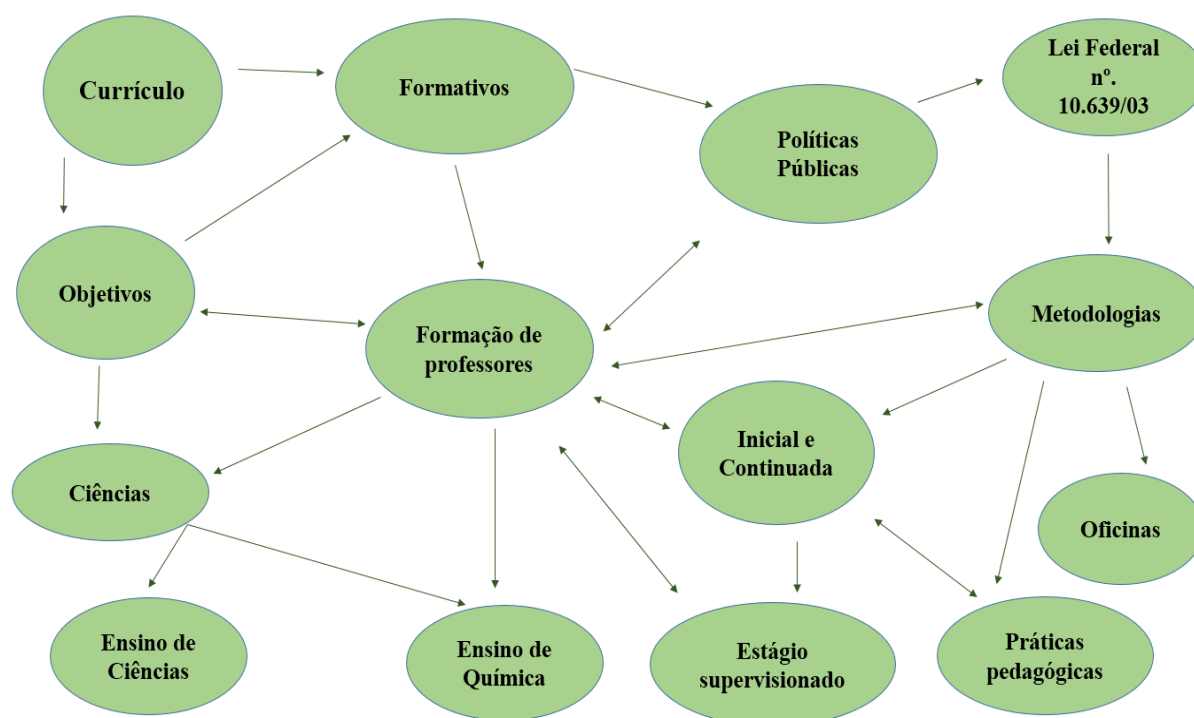 Currículo
Formativos
Lei Federal
nº.
10.639/03
Políticas
Públicas
Objetivos
Formação de
professores
Metodologias
Ciências
Inicial e
Continuada
Oficinas
Ensino de
Ciências
Ensino de
Química
Estágio
supervisionado
Práticas
pedagógicas